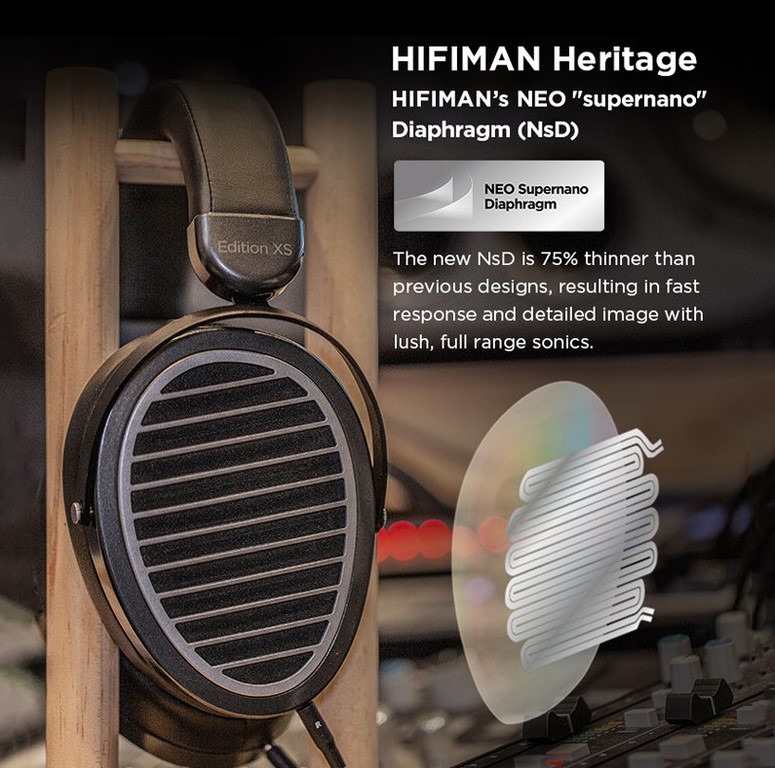 HIFIMAN Heritage
HIFIMAN’s NEO "supernano"
Diaphragm (NsD)
NEO Supernano
Diaphragm
The new NsD is 75% thinner than
previous designs, resulting in fast
response and detailed image with
lush, full range sonics.
Edition XS